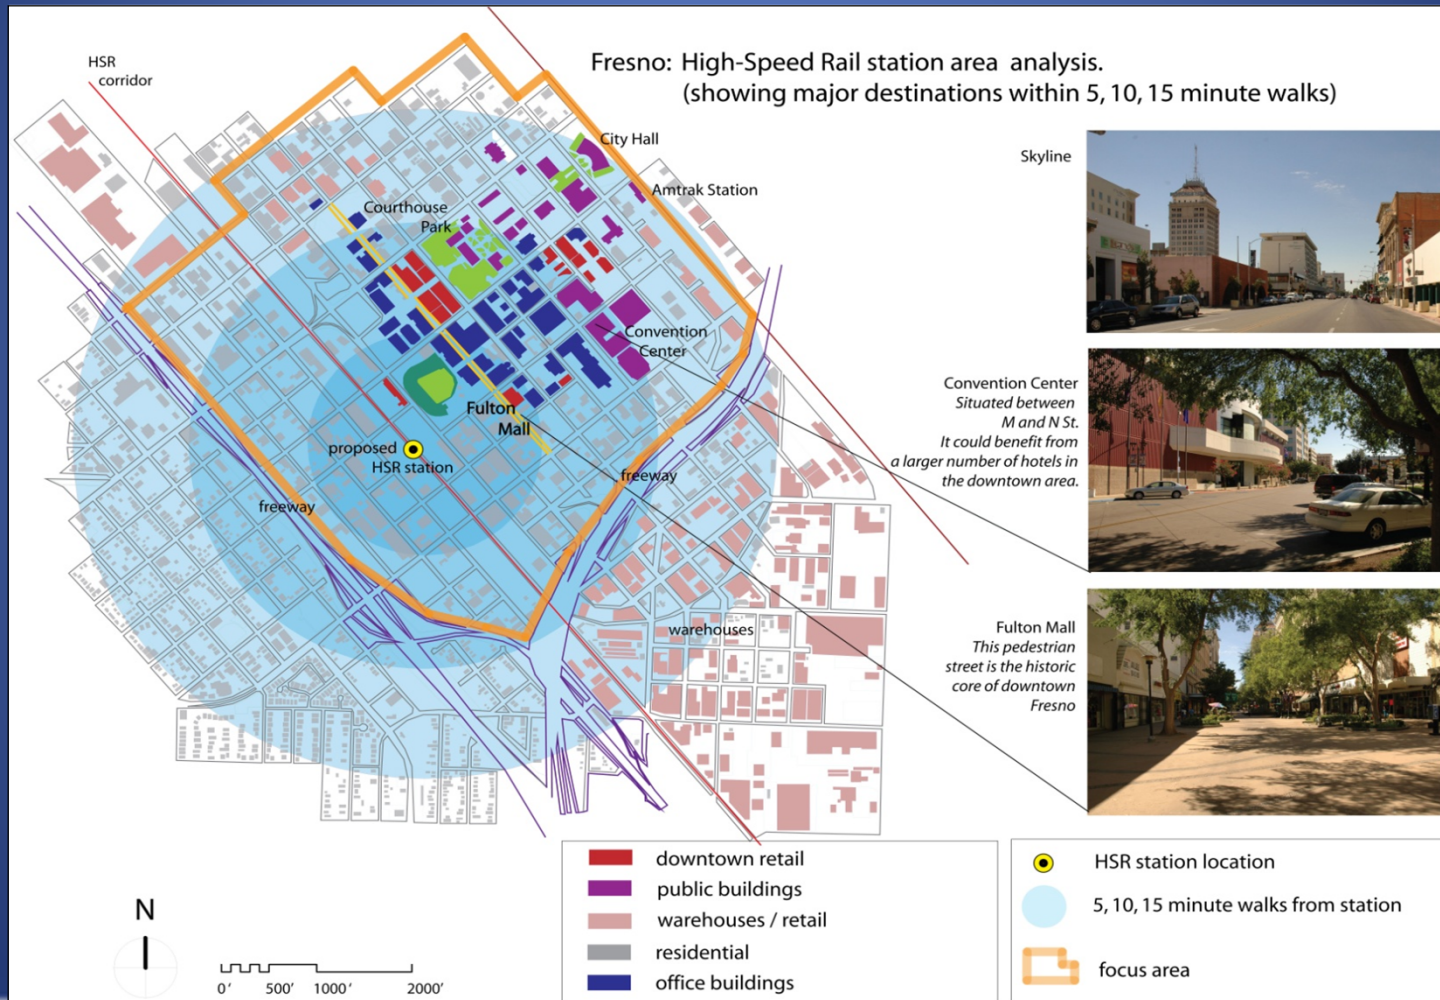 Fresno: High-Speed Rail station area analysis.
(showing major destinations within 5, 10, 15 minute walks)
HSR
corridor
City Hall
Amtrak Station
Courthouse
Park
Convention
Center
Fulton
Mall
proposed
HSR station
freeway
freeway
warehouses
Skyline
Convention Center
Situated between
M and N St.
It could benefit from
a larger number of hotels in
the downtown area.
Fulton Mall
This pedestrian
street is the historic
core of downtown
Fresno
N
0' 500' 1000' 2000'
downtown retail
public buildings
warehouses / retail
residential
office buildings
HSR station location
5, 10, 15 minute walks from station
focus area